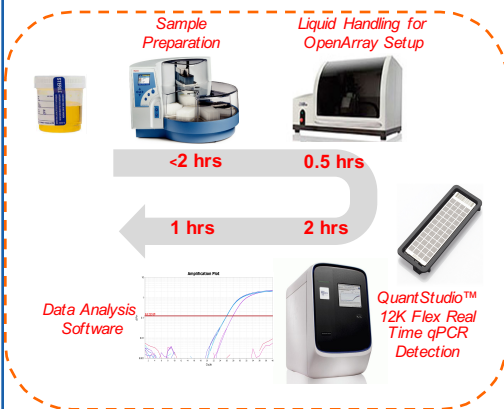 Sample
Preparation
Liquid Handling for
OpenArray Setup
<2 hrs
0.5 hrs
1 hrs
2 hrs
Amplification Plot
Data Analysis
Software
QuantStudio™
12K Flex Real
Time qPCR
Detection